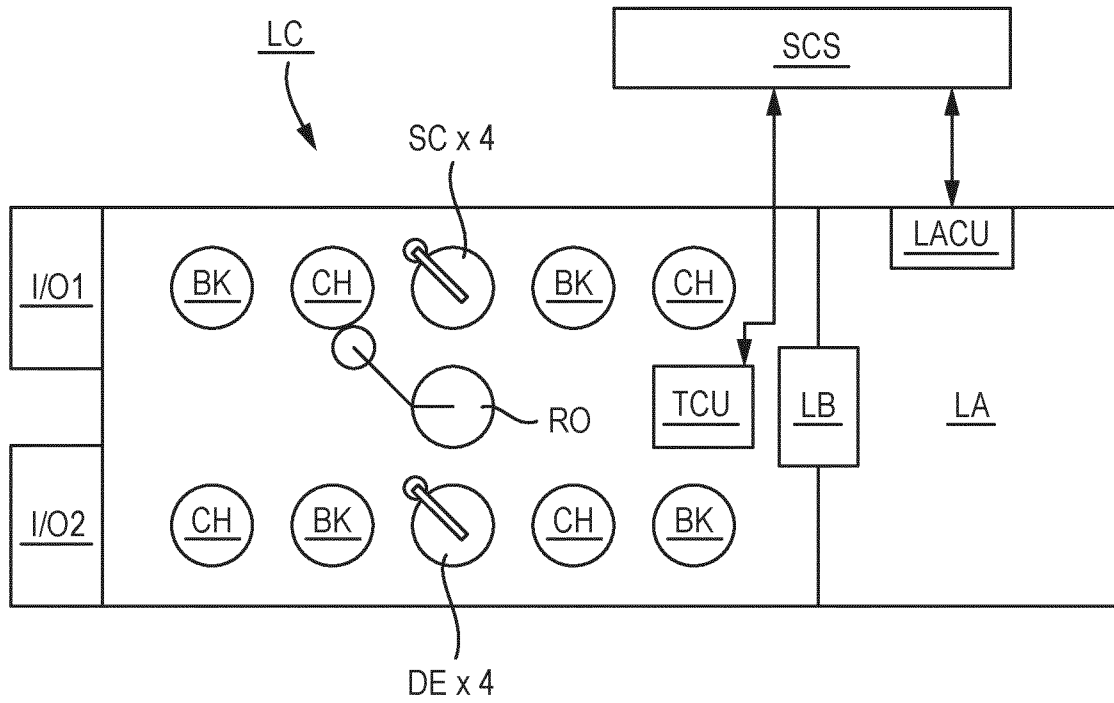 LC
SCS
SC x 4
I/O1
BK
CH
BK
CH
LACU
RO
TCU
LB
LA
I/O2
CH
BK
CH
BK
DE x 4